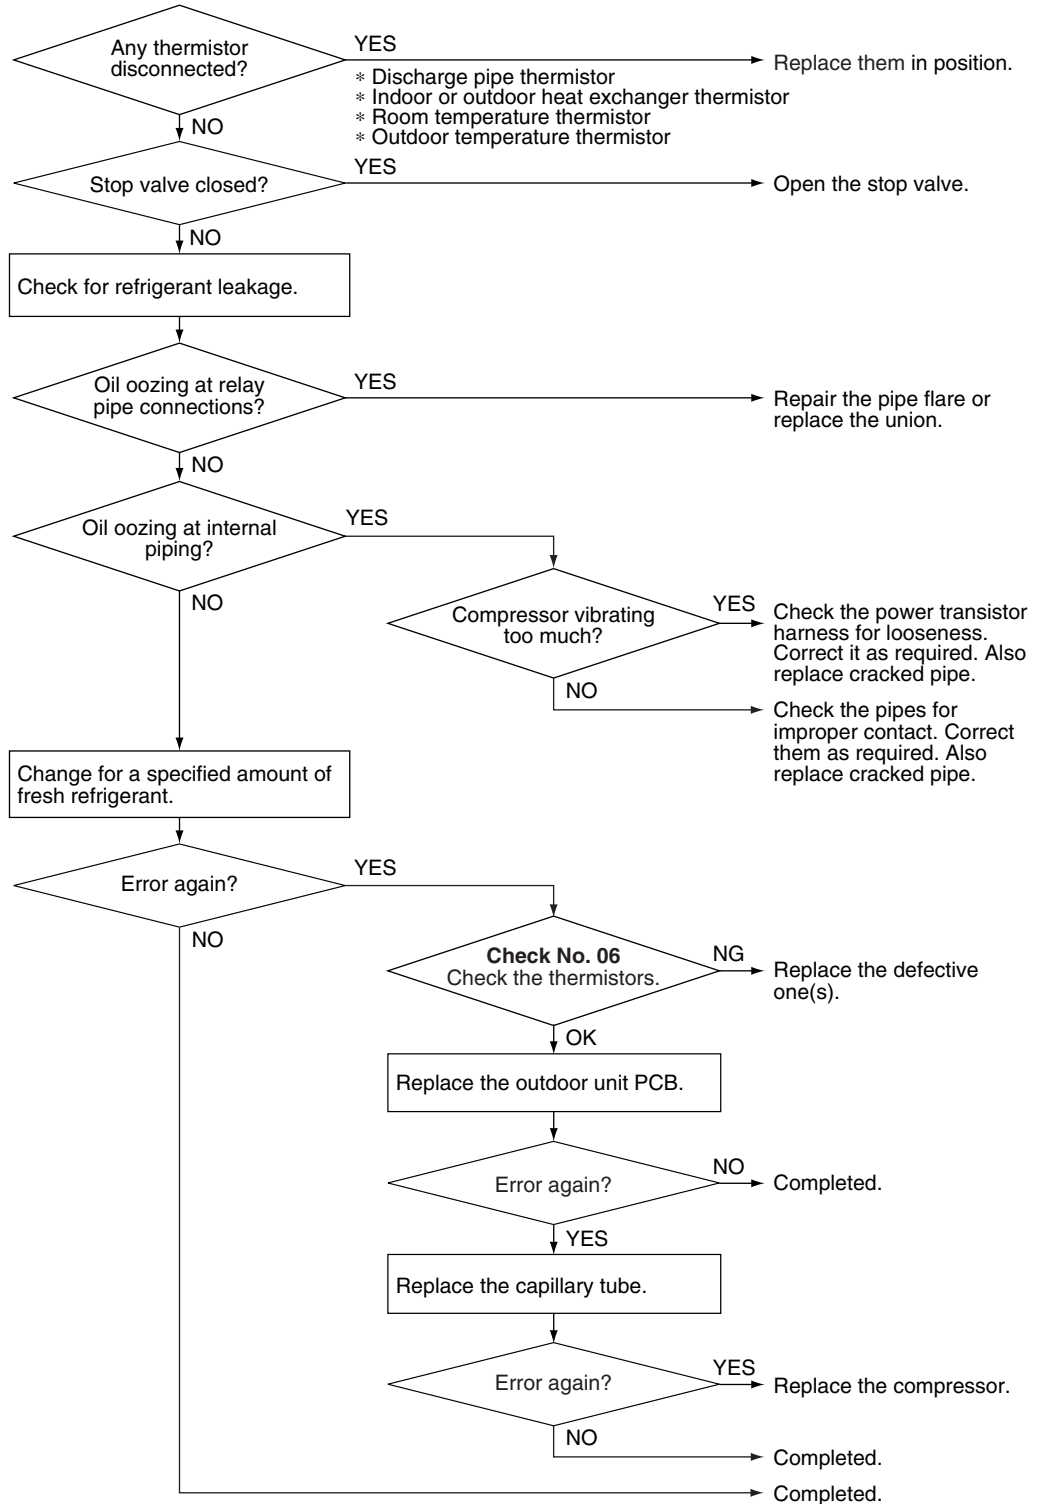 Any thermistor
disconnected?
YES
Replace them in position.
∗ Discharge pipe thermistor
∗ Indoor or outdoor heat exchanger thermistor
∗ Room temperature thermistor
∗ Outdoor temperature thermistor
NO
Stop valve closed?
YES
Open the stop valve.
NO
Check for refrigerant leakage.
Oil oozing at relay
pipe connections?
YES
Repair the pipe flare or
replace the union.
NO
Oil oozing at internal
piping?
YES
Compressor vibrating
too much?
YES
Check the power transistor
harness for looseness.
Correct it as required. Also
replace cracked pipe.
NO
Check the pipes for
improper contact. Correct
them as required. Also
replace cracked pipe.
NO
Change for a specified amount of
fresh refrigerant.
Error again?
YES
Check No. 06
Check the thermistors.
NG
Replace the defective
one(s).
OK
Replace the outdoor unit PCB.
Error again?
NO
Completed.
YES
Replace the capillary tube.
Error again?
YES
Replace the compressor.
NO
Completed.
NO
Completed.